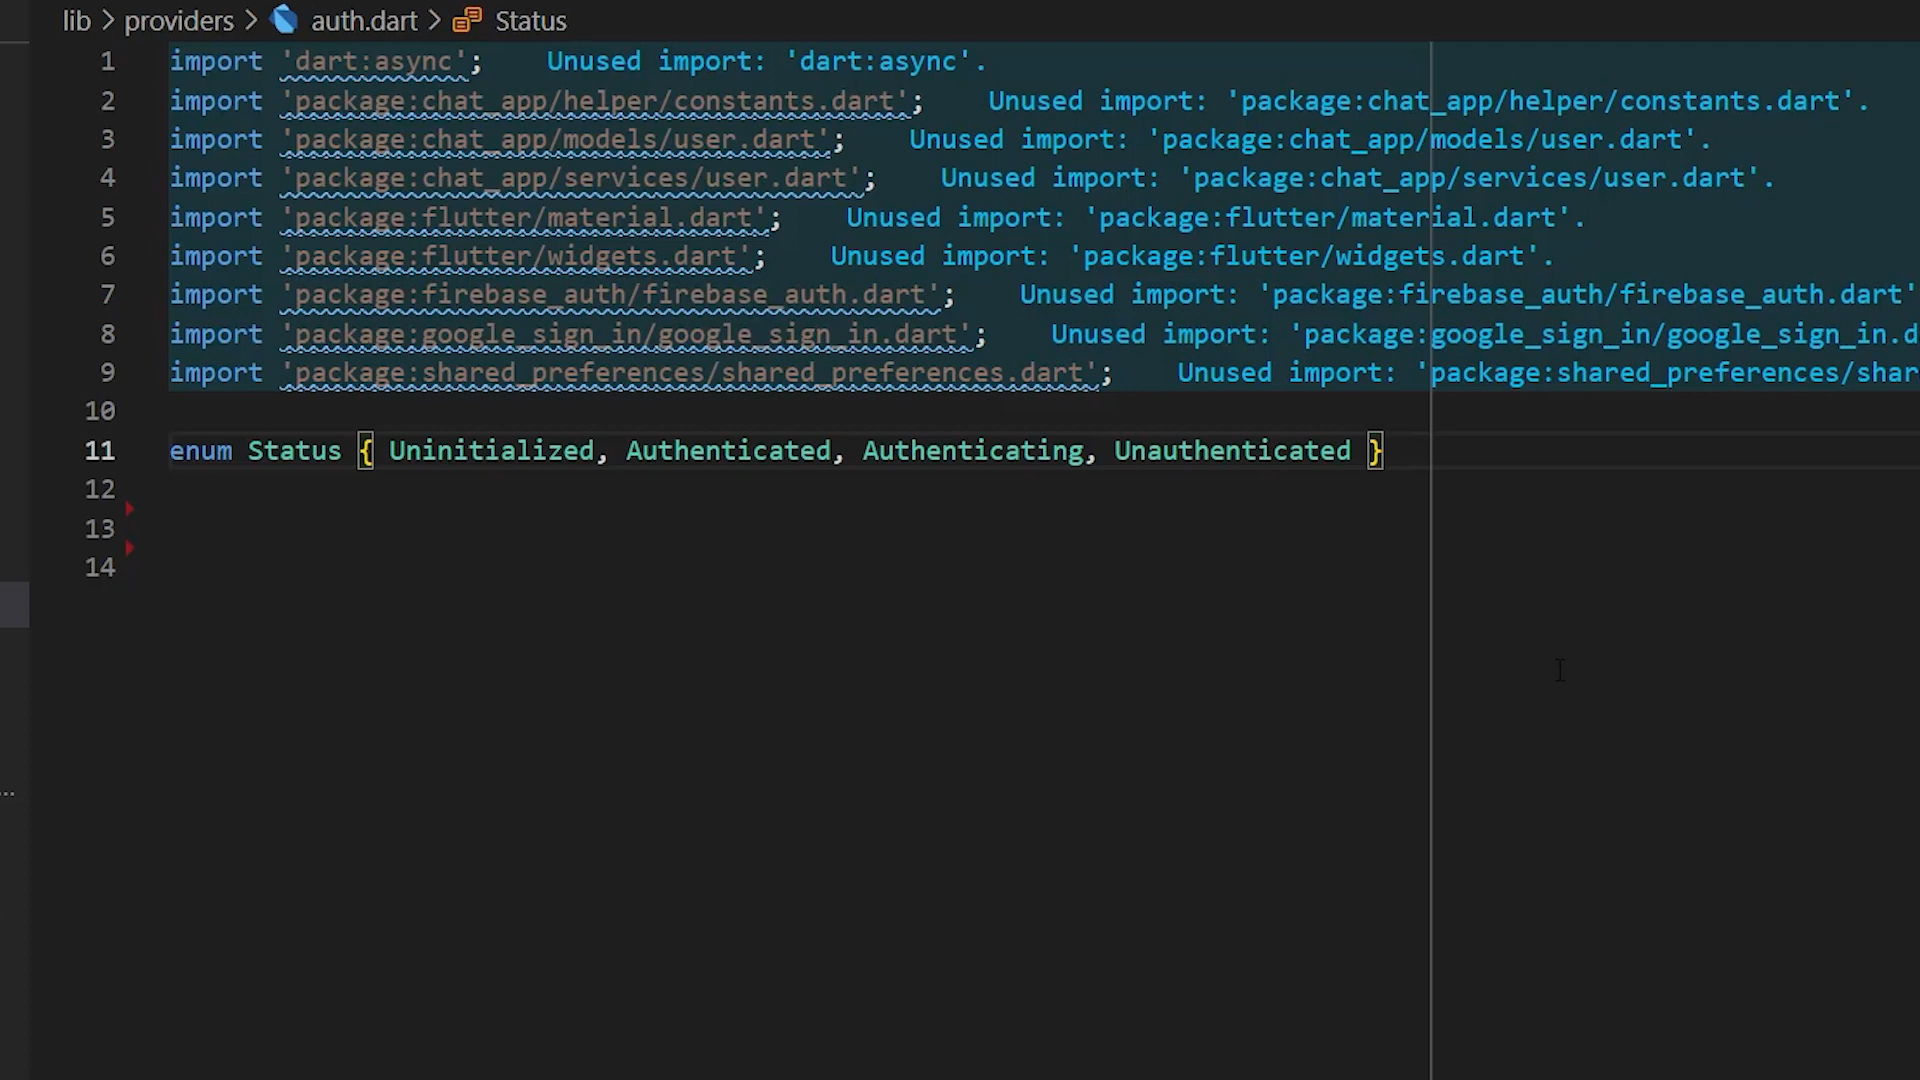 lib > providers > auth.dart > Status
1 import 'dart:async'; Unused import: 'dart:async'.
2 import 'package:chat_app/helper/constants.dart'; Unused import: 'package:chat_app/helper/constants.dart'.
3 import 'package:chat_app/models/user.dart'; Unused import: 'package:chat_app/models/user.dart'.
4 import 'package:chat_app/services/user.dart'; Unused import: 'package:chat_app/services/user.dart'.
5 import 'package:flutter/material.dart'; Unused import: 'package:flutter/material.dart'.
6 import 'package:flutter/widgets.dart'; Unused import: 'package:flutter/widgets.dart'.
7 import 'package:firebase_auth/firebase_auth.dart'; Unused import: 'package:firebase_auth/firebase_auth.dart'
8 import 'package:google_sign_in/google_sign_in.dart'; Unused import: 'package:google_sign_in/google_sign_in.d
9 import 'package:shared_preferences/shared_preferences.dart'; Unused import: 'package:shared_preferences/shar
10
11 enum Status { Uninitialized, Authenticated, Authenticating, Unauthenticated }
12
13
14
...